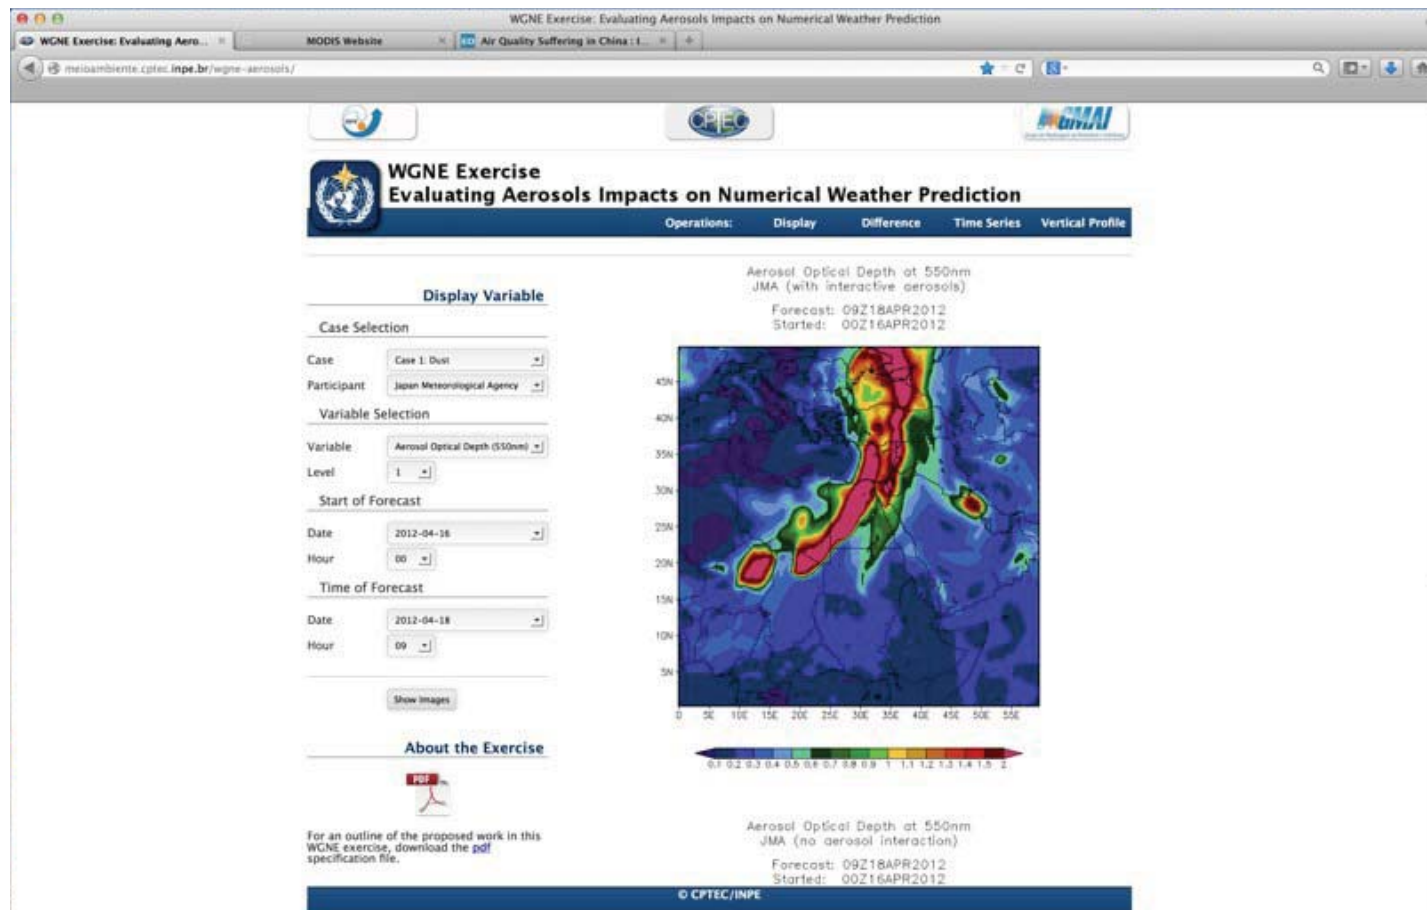 WGNE Exercise: Evaluating Aerosols Impacts on Numerical Weather Prediction
WGNE Exercise: Evaluating Aero...
MODIS Website
Air Quality Suffering in China : I...
meioambiente.cptec.inpe.br/wgne-aerosols/
CPTEC
GMAI
WGNE Exercise
Evaluating Aerosols Impacts on Numerical Weather Prediction
Operations: Display Difference Time Series Vertical Profile
Display Variable
Case Selection
Case Case 1: Dust
Participant Japan Meteorological Agency
Variable Selection
Variable Aerosol Optical Depth (550nm)
Level 1
Start of Forecast
Date 2012-04-16
Hour 00
Time of Forecast
Date 2012-04-18
Hour 09
Show Images
About the Exercise
PDF
For an outline of the proposed work in this
WGNE exercise, download the pdf
specification file.
Aerosol Optical Depth at 550nm
JMA (with interactive aerosols)
Forecast: 09Z18APR2012
Started: 00Z16APR2012
45N
40N
35N
30N
25N
20N
15N
10N
5N
0 5E 10E 15E 20E 25E 30E 35E 40E 45E 50E 55E
0.1 0.2 0.3 0.4 0.5 0.6 0.7 0.8 0.9 1 1.1 1.2 1.3 1.4 1.5 2
Aerosol Optical Depth at 550nm
JMA (no aerosol interaction)
Forecast: 09Z18APR2012
Started: 00Z16APR2012
© CPTEC/INPE